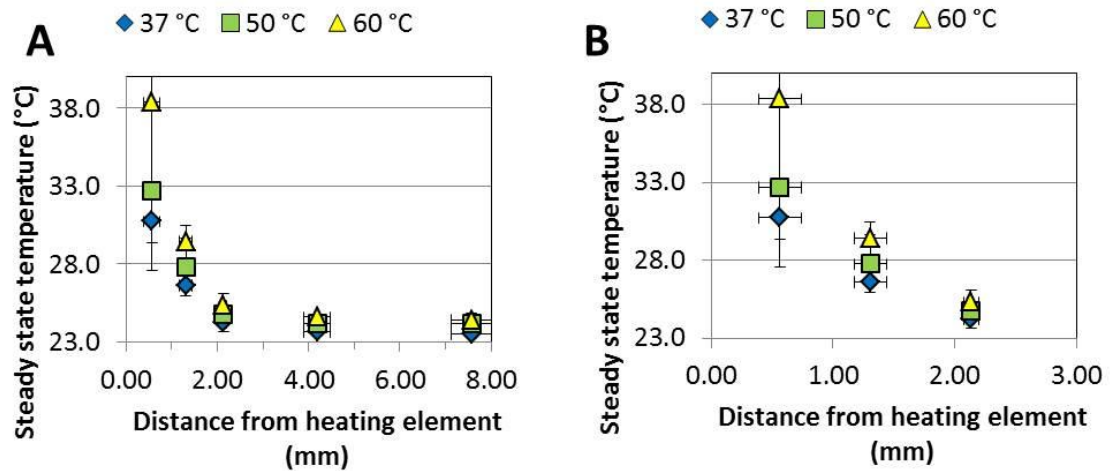 A
37 °C 50 °C 60 °C
Steady state temperature (°C)
38.0
33.0
28.0
23.0
0.00 2.00 4.00 6.00 8.00
Distance from heating element
(mm)
B
37 °C 50 °C 60 °C
Steady state temperature (°C)
38.0
33.0
28.0
23.0
0.00 1.00 2.00 3.00
Distance from heating element
(mm)